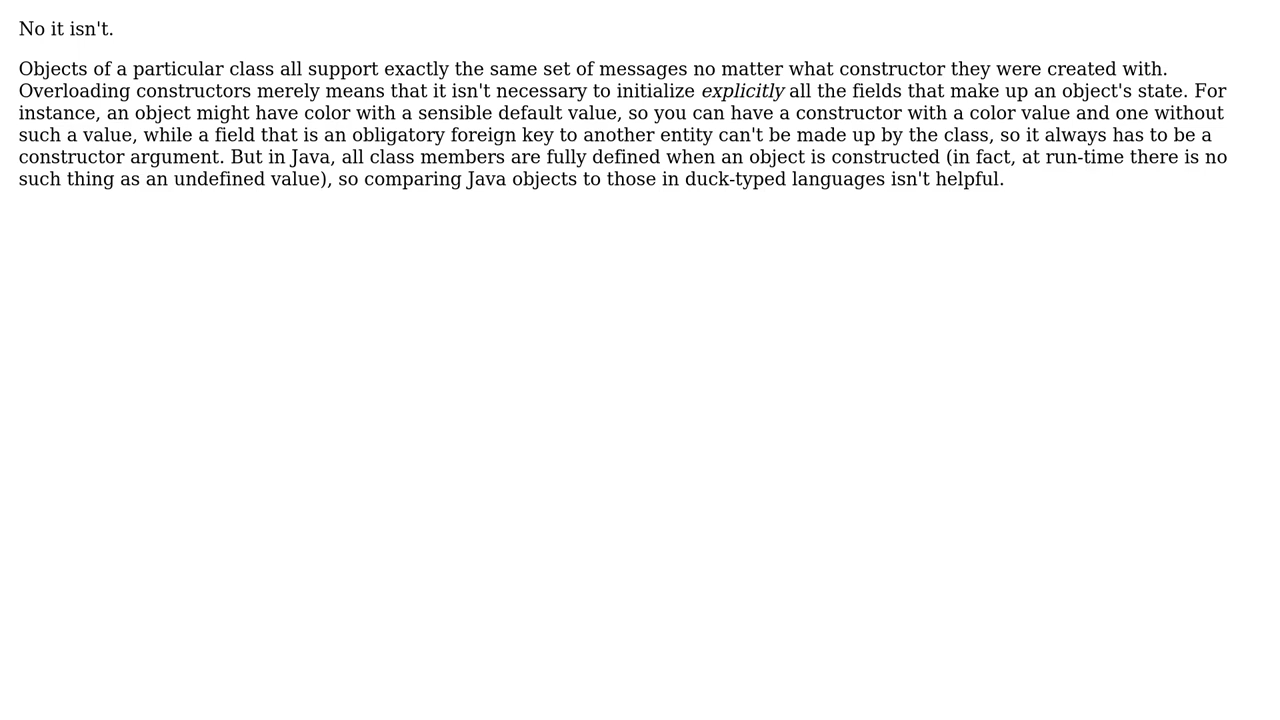 No it isn't.
Objects of a particular class all support exactly the same set of messages no matter what constructor they were created with.
Overloading constructors merely means that it isn't necessary to initialize explicitly all the fields that make up an object's state. For
instance, an object might have color with a sensible default value, so you can have a constructor with a color value and one without
such a value, while a field that is an obligatory foreign key to another entity can't be made up by the class, so it always has to be a
constructor argument. But in Java, all class members are fully defined when an object is constructed (in fact, at run-time there is no
such thing as an undefined value), so comparing Java objects to those in duck-typed languages isn't helpful.